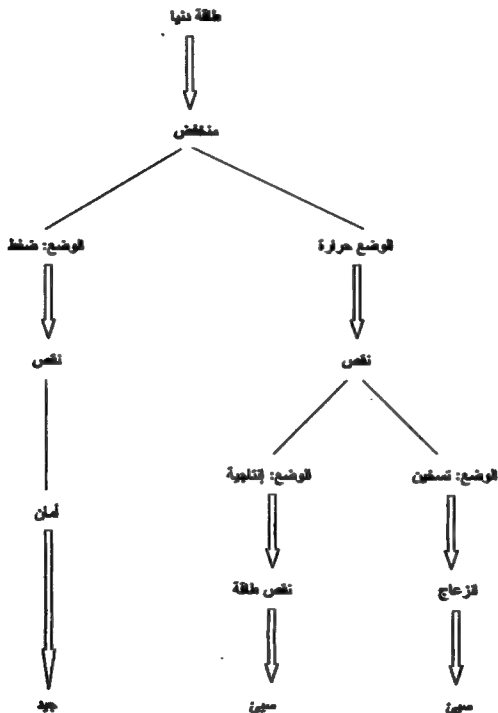 طاقة دنيا
منخفض
الوضع حرارة
الوضع: ضغط
نقص
نقص
الوضع: تسخين
الوضع: إنتاجية
أمان
انزعاج
نقص طاقة
سيئ
سيئ
جيد